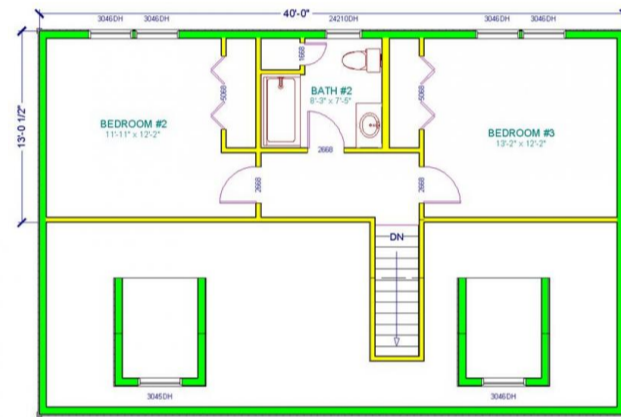 40'-0"
3046DH 3046DH
24210DH
3046DH 3046DH
13'-0 1/2"
1668
5068
5068
BATH #2
8'-3" x 7'-5"
BEDROOM #2
11'-11" x 12'-2"
BEDROOM #3
13'-2" x 12'-2"
2668
2668
2668
DN
3045DH
3046DH